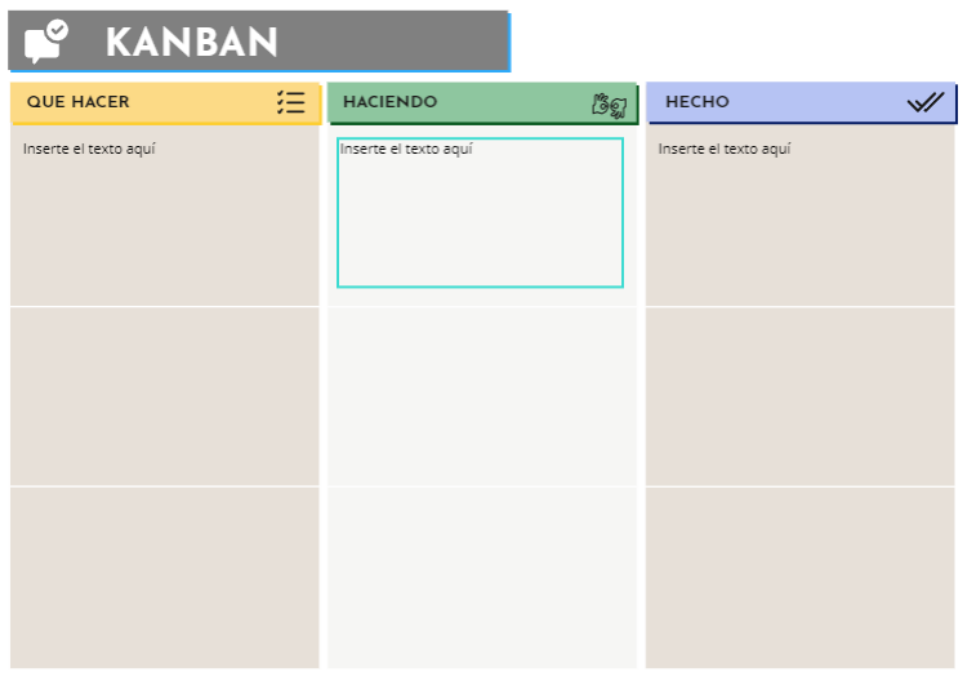 KANBAN
QUE HACER
HACIENDO
HECHO
Inserte el texto aquí
Inserte el texto aquí
Inserte el texto aquí